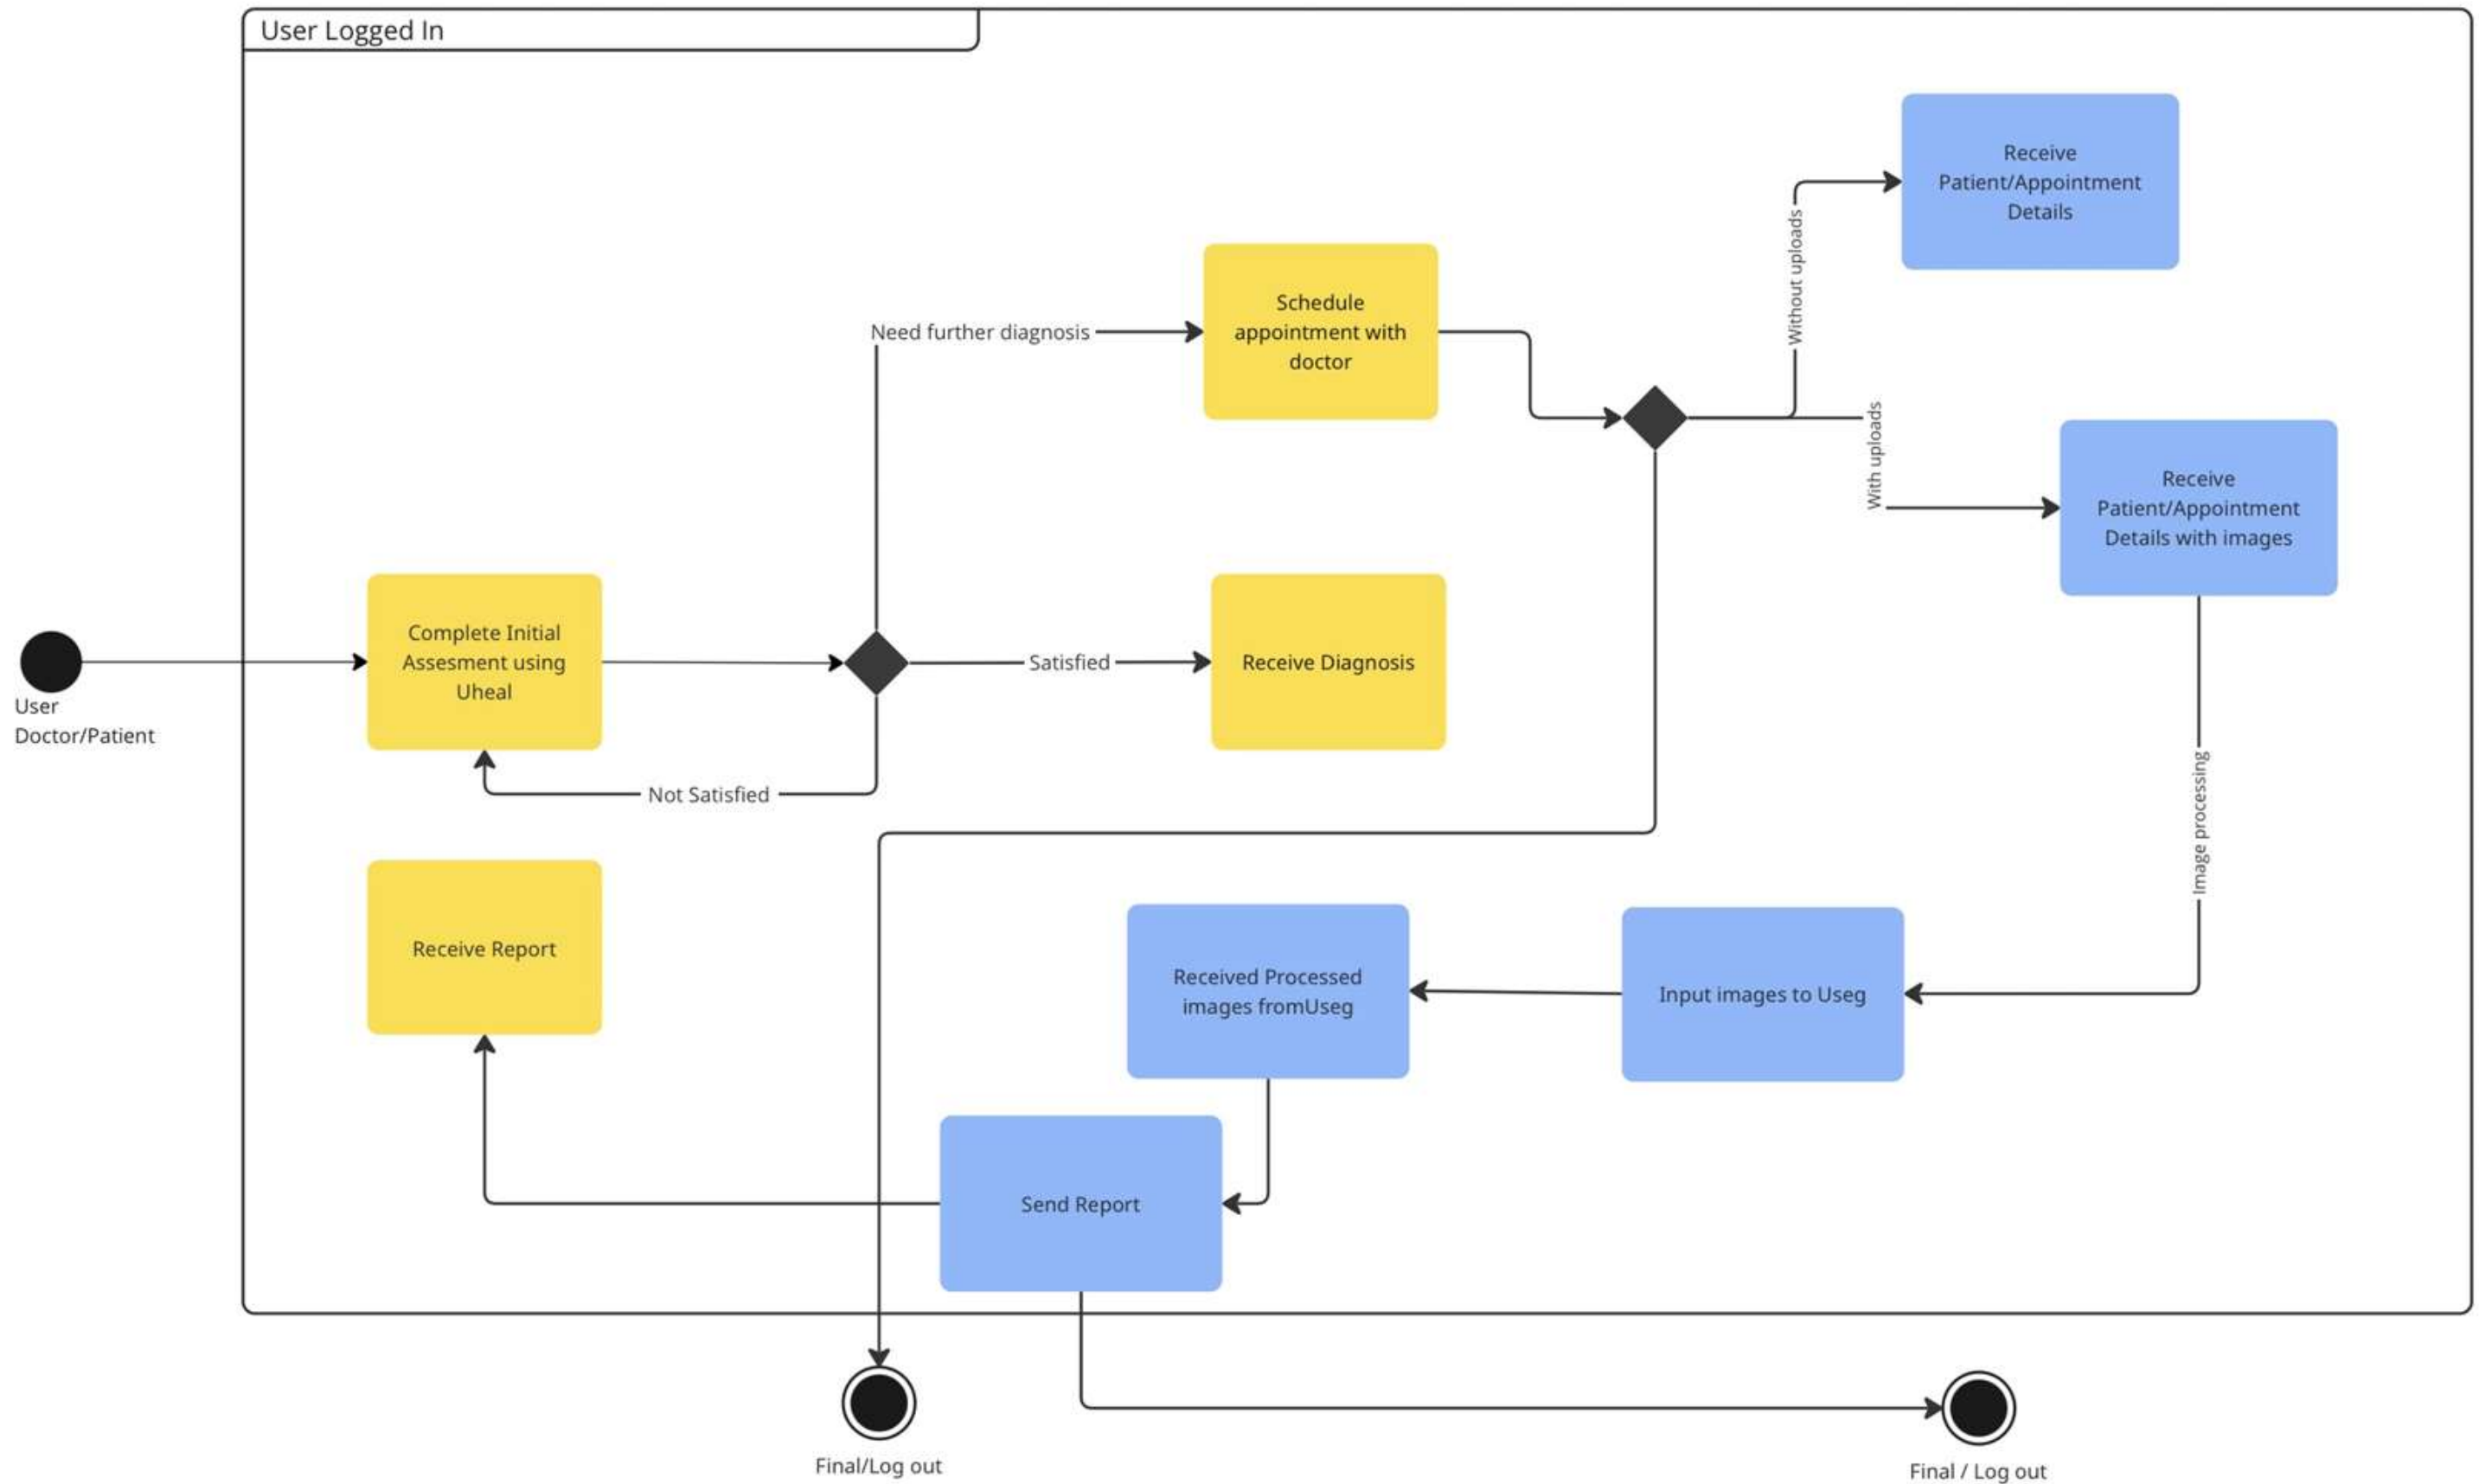 User Logged In
Receive
Patient/Appointment
Details
Without uploads
Schedule
appointment with
doctor
Need further diagnosis
With uploads
Receive
Patient/Appointment
Details with images
Complete Initial
Assesment using
Uheal
Satisfied
Receive Diagnosis
User
Doctor/Patient
Not Satisfied
Image processing
Receive Report
Received Processed
images fromUseg
Input images to Useg
Send Report
Final/Log out
Final / Log out